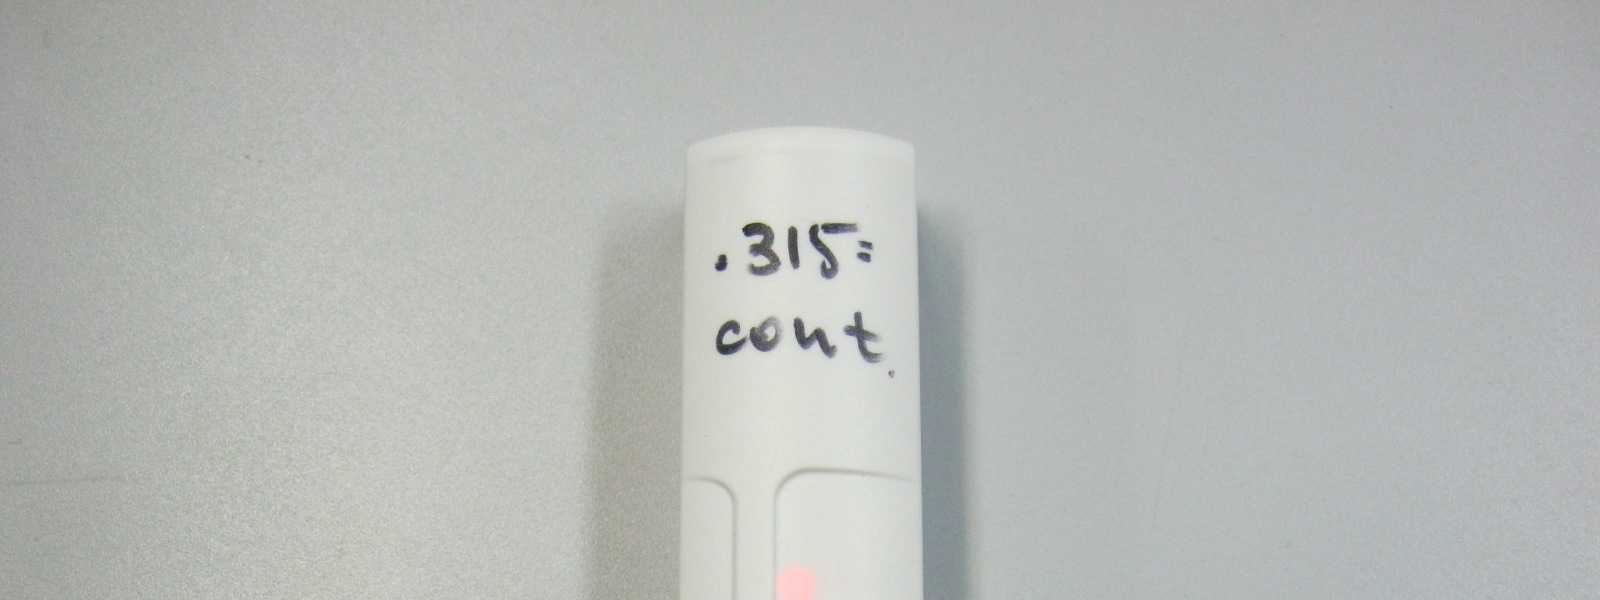 .315=
cont.